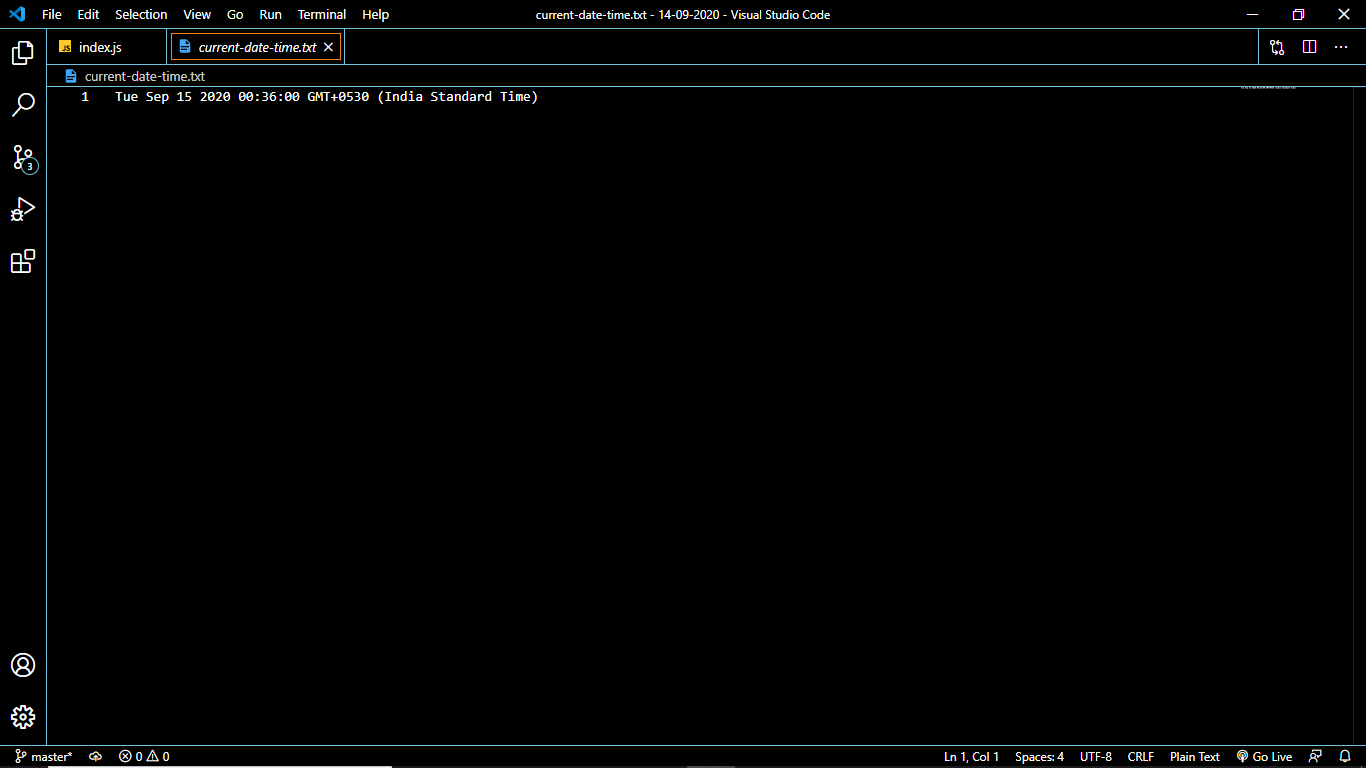 File Edit Selection View Go Run Terminal Help current-date-time.txt - 14-09-2020 - Visual Studio Code
JS index.js current-date-time.txt
current-date-time.txt
1 Tue Sep 15 2020 00:36:00 GMT+0530 (India Standard Time)
3
master* 0 0 Ln 1, Col 1 Spaces: 4 UTF-8 CRLF Plain Text Go Live